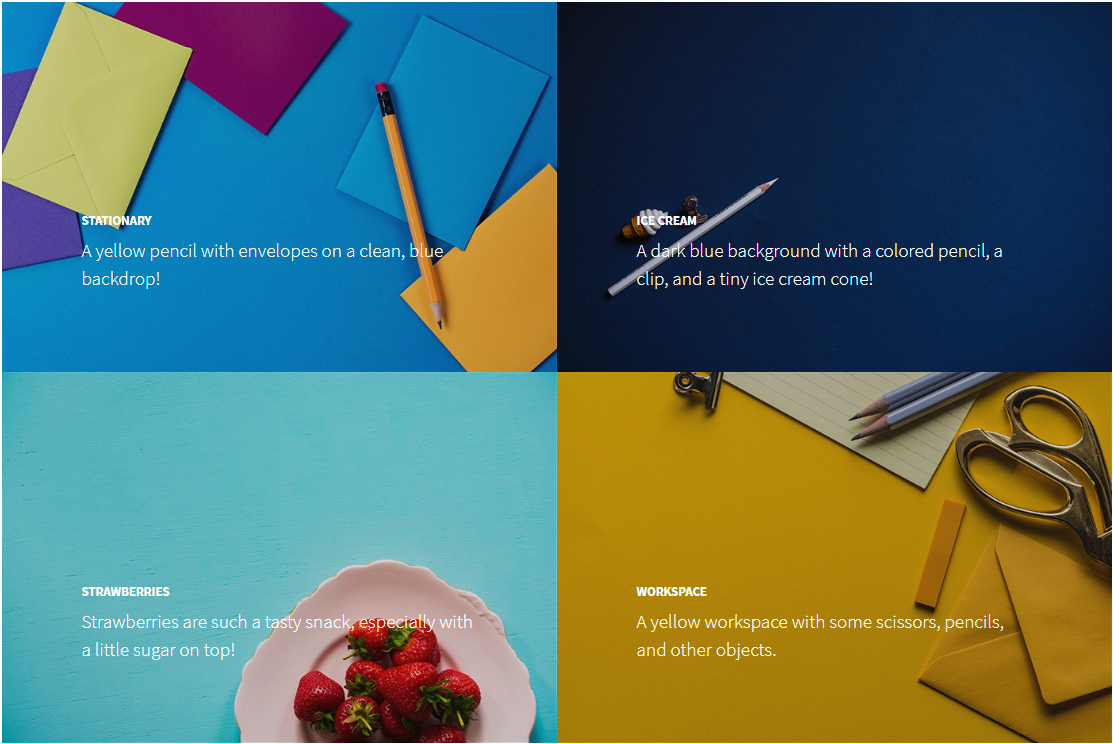 STATIONARY
A yellow pencil with envelopes on a clean, blue
backdrop!
ICE CREAM
A dark blue background with a colored pencil, a
clip, and a tiny ice cream cone!
STRAWBERRIES
Strawberries are such a tasty snack, especially with
a little sugar on top!
WORKSPACE
A yellow workspace with some scissors, pencils,
and other objects.